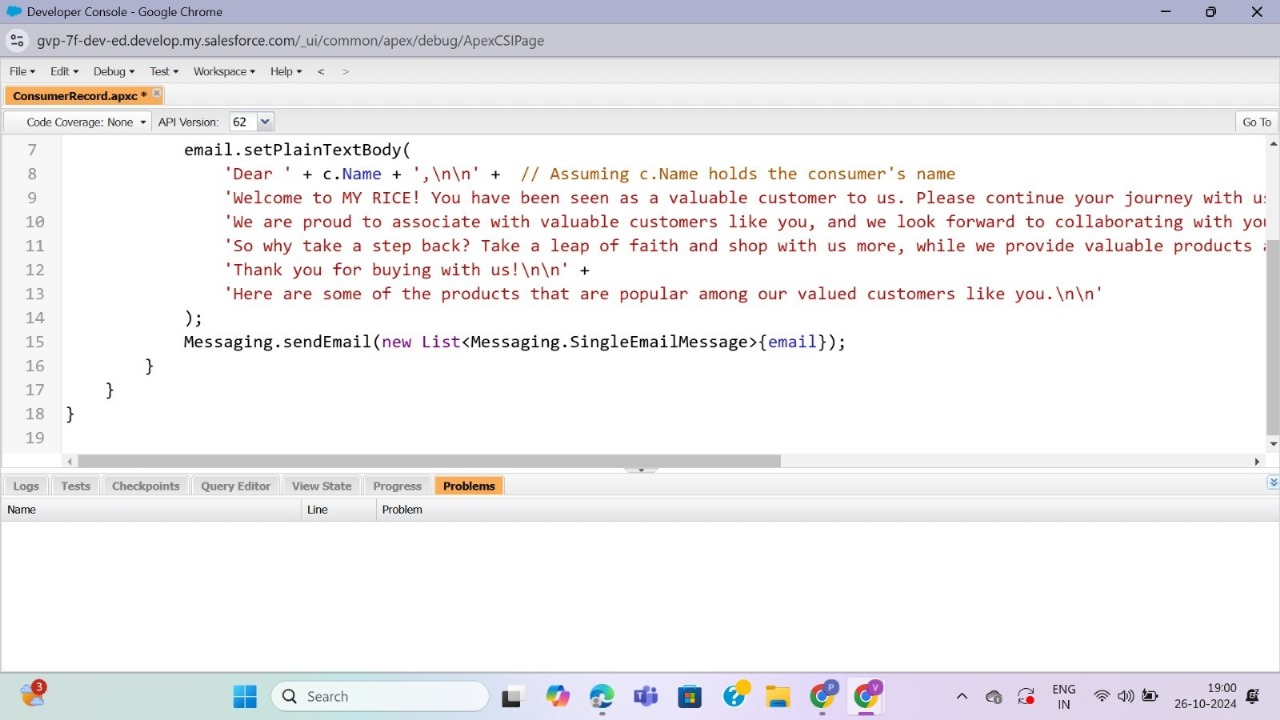 Developer Console - Google Chrome
gvp-7f-dev-ed.develop.my.salesforce.com/_ui/common/apex/debug/ApexCSIPage
File Edit Debug Test Workspace Help < >
ConsumerRecord.apxc *
Code Coverage: None API Version: 62 Go To
7 email.setPlainTextBody(
8 'Dear ' + c.Name + ',\n\n' + // Assuming c.Name holds the consumer's name
9 'Welcome to MY RICE! You have been seen as a valuable customer to us. Please continue your journey with us
10 'We are proud to associate with valuable customers like you, and we look forward to collaborating with you
11 'So why take a step back? Take a leap of faith and shop with us more, while we provide valuable products
12 'Thank you for buying with us!\n\n' +
13 'Here are some of the products that are popular among our valued customers like you.\n\n'
14 );
15 Messaging.sendEmail(new List<Messaging.SingleEmailMessage>{email});
16 }
17 }
18 }
19
Logs Tests Checkpoints Query Editor View State Progress Problems
Name Line Problem
3 Search P V ENG IN 19:00 26-10-2024